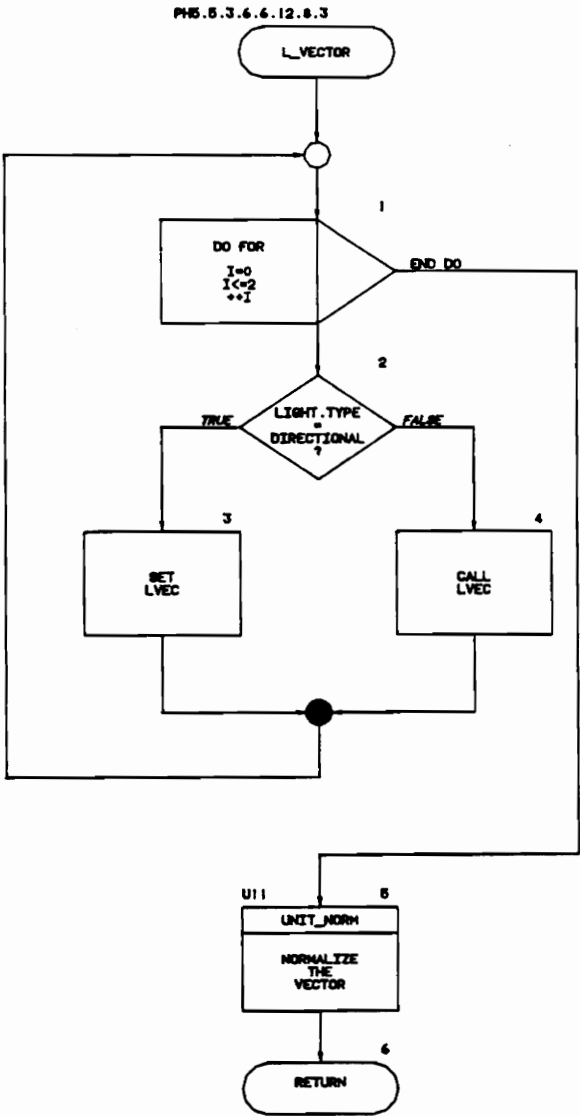 PH5.5.3.6.6.12.8.3
L_VECTOR
1
DO FOR
I=0
I<=2
++I
END DO
2
LIGHT.TYPE
=
DIRECTIONAL
?
TRUE
FALSE
3
SET
LVEC
4
CALL
LVEC
U11
5
UNIT_NORM
NORMALIZE
THE
VECTOR
6
RETURN